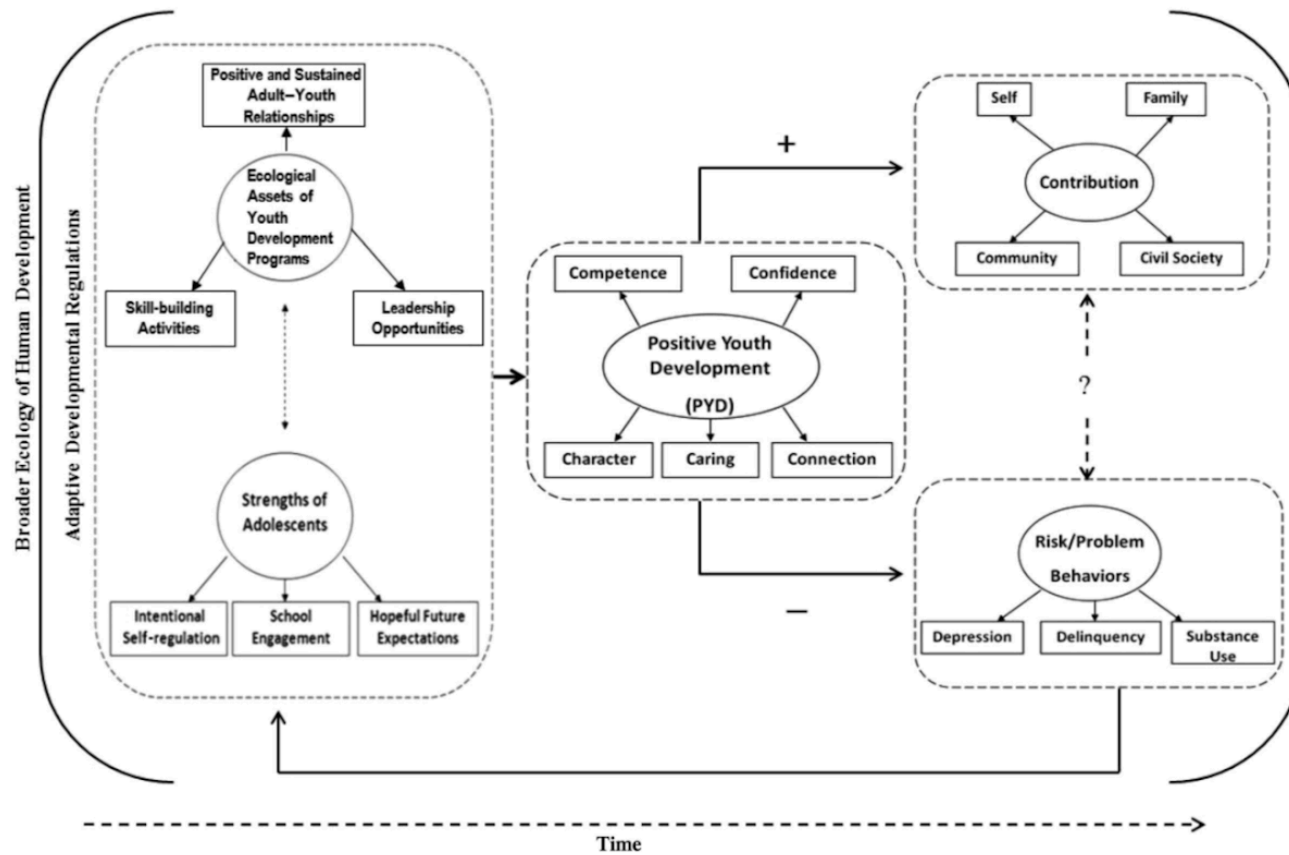 Broader Ecology of Human Development
Adaptive Developmental Regulations
Positive and Sustained
Adult–Youth
Relationships
Ecological
Assets of
Youth
Development
Programs
Skill-building
Activities
Leadership
Opportunities
Strengths of
Adolescents
Intentional
Self-regulation
School
Engagement
Hopeful Future
Expectations
Competence
Confidence
Positive Youth
Development
(PYD)
Character
Caring
Connection
+
–
Self
Family
Contribution
Community
Civil Society
?
Risk/Problem
Behaviors
Depression
Delinquency
Substance
Use
Time